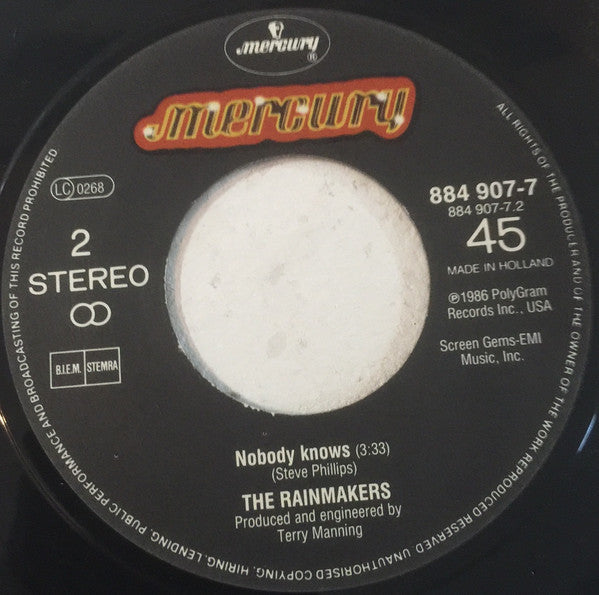 mercury
®
mercury
LC 0268
2
STEREO
B.I.E.M. STEMRA
884 907-7
884 907-7.2
45
MADE IN HOLLAND
℗1986 PolyGram
Records Inc., USA
Screen Gems-EMI
Music, Inc.
Nobody knows (3:33)
(Steve Phillips)
THE RAINMAKERS
Produced and engineered by
Terry Manning
ALL RIGHTS OF THE PRODUCER AND OF THE OWNER OF THE WORK REPRODUCED RESERVED. UNAUTHORISED COPYING, HIRING, LENDING, PUBLIC PERFORMANCE AND BROADCASTING OF THIS RECORD PROHIBITED